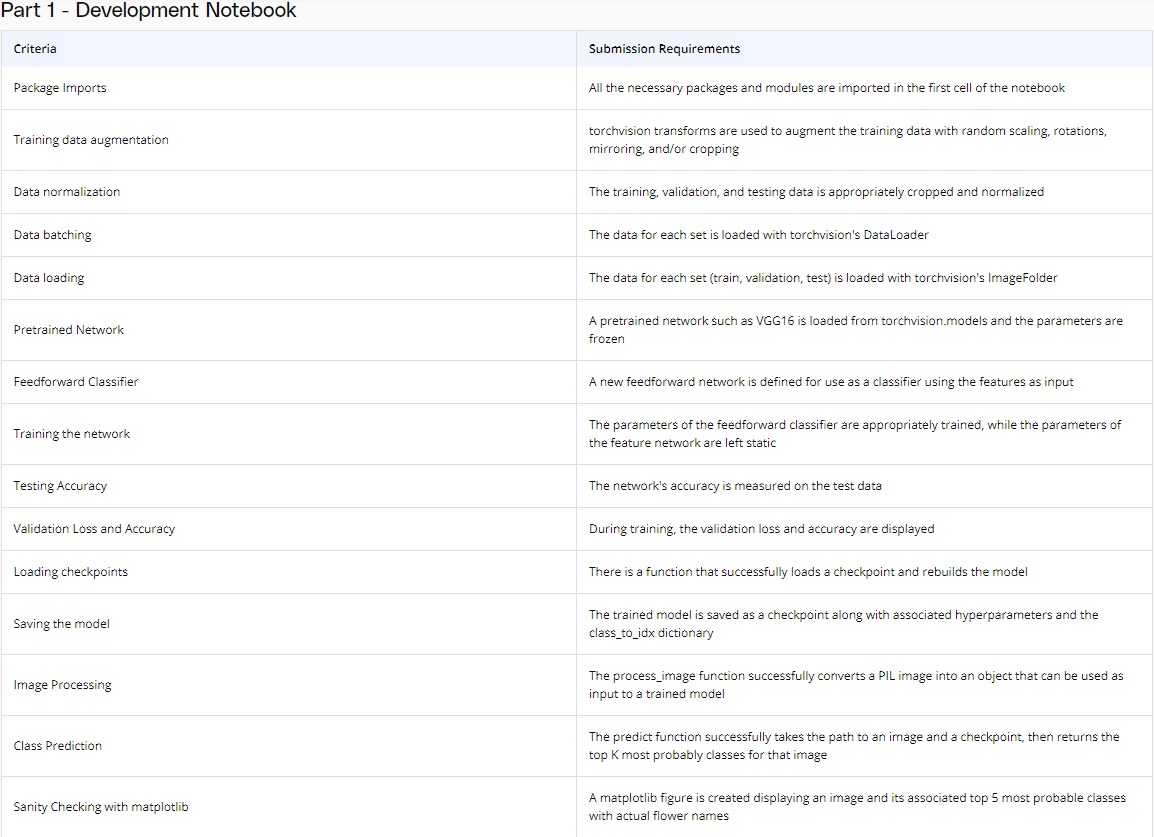 Part 1 - Development Notebook
Criteria
Submission Requirements
Package Imports
All the necessary packages and modules are imported in the first cell of the notebook
Training data augmentation
torchvision transforms are used to augment the training data with random scaling, rotations,
mirroring, and/or cropping
Data normalization
The training, validation, and testing data is appropriately cropped and normalized
Data batching
The data for each set is loaded with torchvision's DataLoader
Data loading
The data for each set (train, validation, test) is loaded with torchvision's ImageFolder
Pretrained Network
A pretrained network such as VGG16 is loaded from torchvision.models and the parameters are
frozen
Feedforward Classifier
A new feedforward network is defined for use as a classifier using the features as input
Training the network
The parameters of the feedforward classifier are appropriately trained, while the parameters of
the feature network are left static
Testing Accuracy
The network's accuracy is measured on the test data
Validation Loss and Accuracy
During training, the validation loss and accuracy are displayed
Loading checkpoints
There is a function that successfully loads a checkpoint and rebuilds the model
Saving the model
The trained model is saved as a checkpoint along with associated hyperparameters and the
class_to_idx dictionary
Image Processing
The process_image function successfully converts a PIL image into an object that can be used as
input to a trained model
Class Prediction
The predict function successfully takes the path to an image and a checkpoint, then returns the
top K most probably classes for that image
Sanity Checking with matplotlib
A matplotlib figure is created displaying an image and its associated top 5 most probable classes
with actual flower names